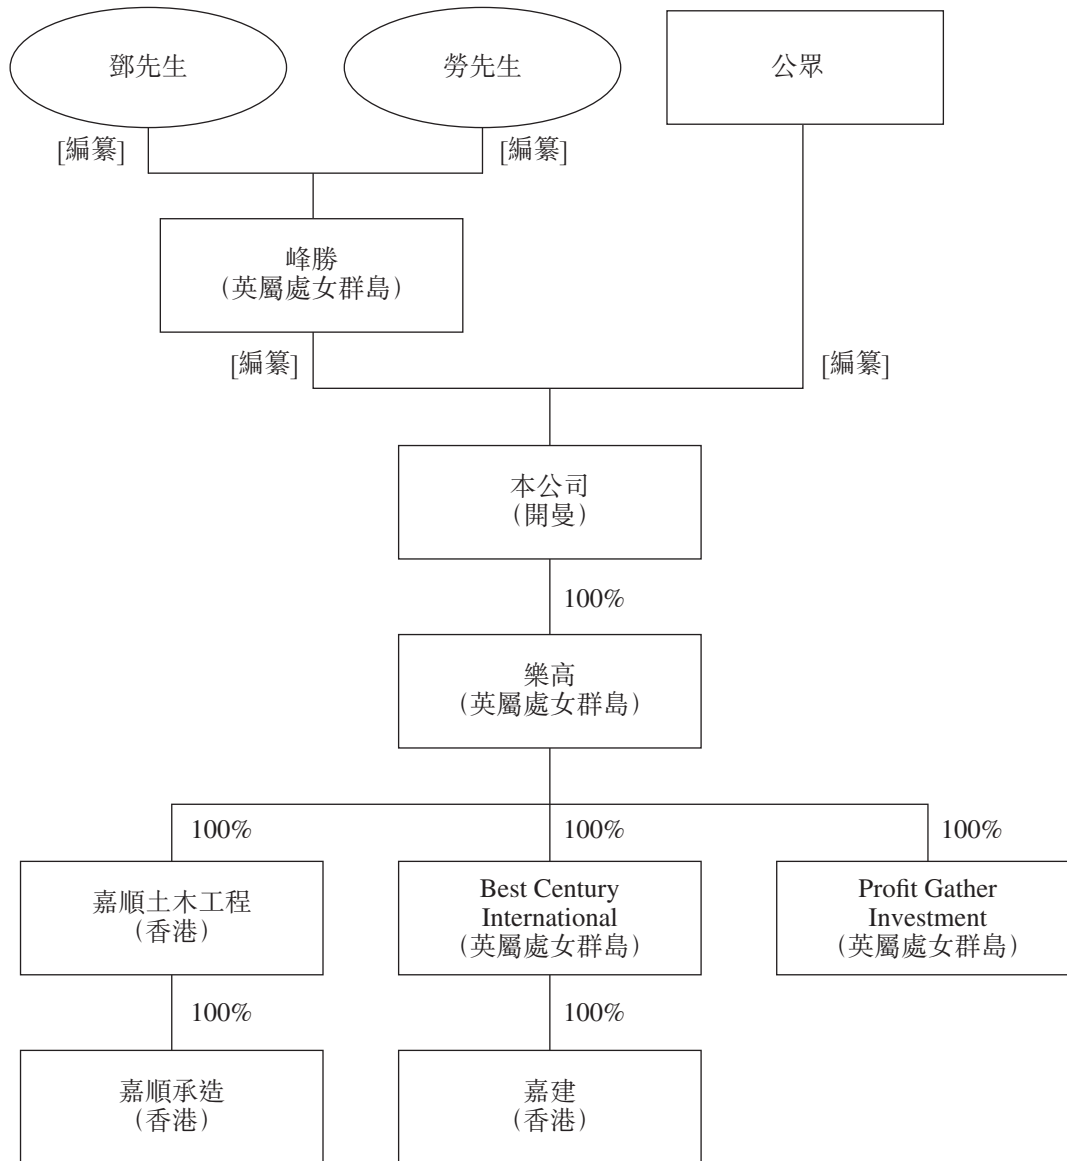 鄧先生
勞先生
公眾
[編纂]
[編纂]
峰勝
（英屬處女群島）
[編纂]
[編纂]
本公司
（開曼）
100%
樂高
（英屬處女群島）
100%
100%
100%
嘉順土木工程
（香港）
Best Century
International
（英屬處女群島）
Profit Gather
Investment
（英屬處女群島）
100%
100%
嘉順承造
（香港）
嘉建
（香港）